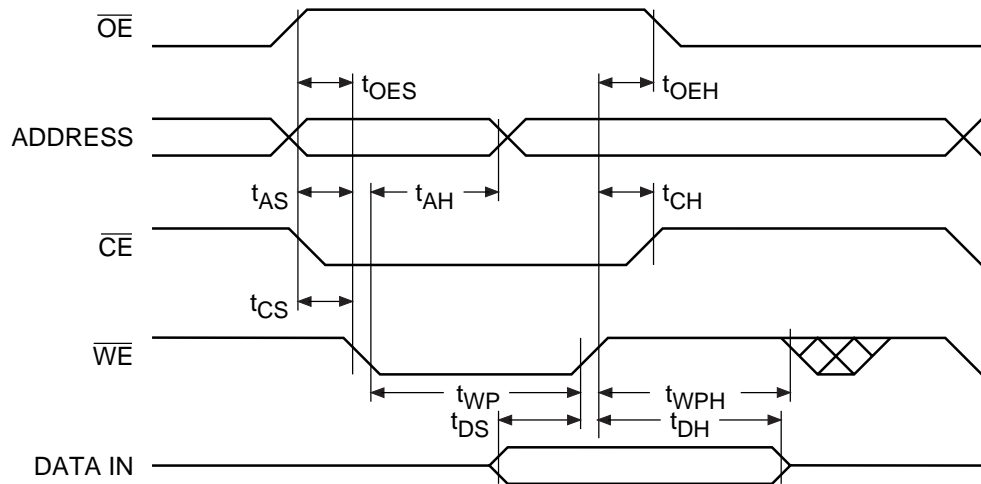 OE
tOES
tOEH
ADDRESS
tAS
tAH
tCH
CE
tCS
WE
tWP
tWPH
tDS
tDH
DATA IN